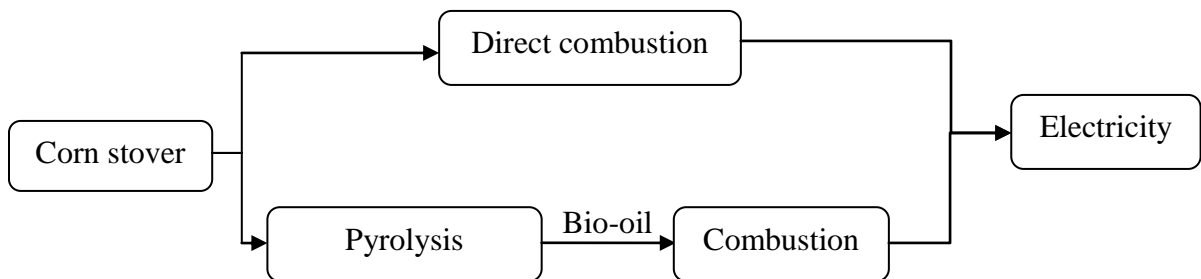 Direct combustion
Electricity
Corn stover
Bio-oil
Pyrolysis
Combustion